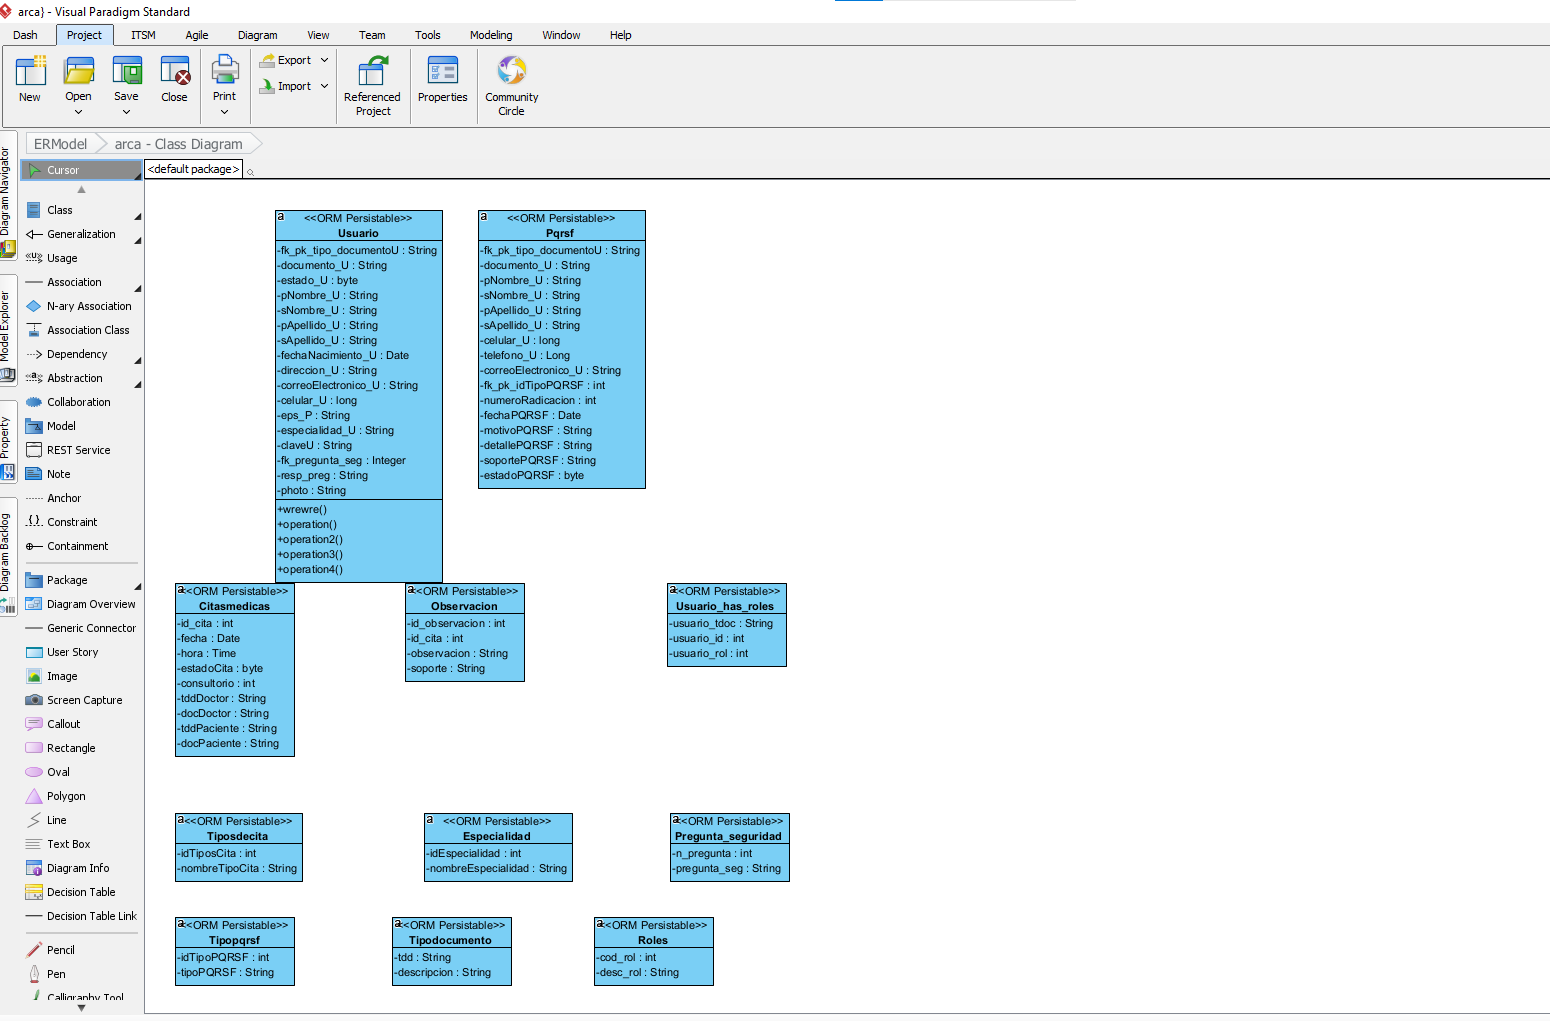 arca} - Visual Paradigm Standard
Dash Project ITSM Agile Diagram View Team Tools Modeling Window Help
New
Open
Save
Close
Print
Export
Import
Referenced
Project
Properties
Community
Circle
ERModel
arca - Class Diagram
Diagram Navigator
Model Explorer
Property
Diagram Backlog
Cursor
Class
Generalization
<<U>> Usage
Association
N-ary Association
Association Class
Dependency
<<a>> Abstraction
Collaboration
Model
REST Service
Note
Anchor
{} Constraint
Containment
Package
Diagram Overview
Generic Connector
User Story
Image
Screen Capture
Callout
Rectangle
Oval
Polygon
Line
Text Box
Diagram Info
Decision Table
Decision Table Link
Pencil
Pen
Calligraphy Tool
<default package>
a <<ORM Persistable>>
Usuario
-fk_pk_tipo_documentoU : String
-documento_U : String
-estado_U : byte
-pNombre_U : String
-sNombre_U : String
-pApellido_U : String
-sApellido_U : String
-fechaNacimiento_U : Date
-direccion_U : String
-correoElectronico_U : String
-celular_U : long
-eps_P : String
-especialidad_U : String
-claveU : String
-fk_pregunta_seg : Integer
-resp_preg : String
-photo : String
+wrewre()
+operation()
+operation2()
+operation3()
+operation4()
a <<ORM Persistable>>
Pqrsf
-fk_pk_tipo_documentoU : String
-documento_U : String
-pNombre_U : String
-sNombre_U : String
-pApellido_U : String
-sApellido_U : String
-celular_U : long
-telefono_U : Long
-correoElectronico_U : String
-fk_pk_idTipoPQRSF : int
-numeroRadicacion : int
-fechaPQRSF : Date
-motivoPQRSF : String
-detallePQRSF : String
-soportePQRSF : String
-estadoPQRSF : byte
a <<ORM Persistable>>
Citasmedicas
-id_cita : int
-fecha : Date
-hora : Time
-estadoCita : byte
-consultorio : int
-tddDoctor : String
-docDoctor : String
-tddPaciente : String
-docPaciente : String
a <<ORM Persistable>>
Observacion
-id_observacion : int
-id_cita : int
-observacion : String
-soporte : String
a <<ORM Persistable>>
Usuario_has_roles
-usuario_tdoc : String
-usuario_id : int
-usuario_rol : int
a <<ORM Persistable>>
Tiposdecita
-idTiposCita : int
-nombreTipoCita : String
a <<ORM Persistable>>
Especialidad
-idEspecialidad : int
-nombreEspecialidad : String
a <<ORM Persistable>>
Pregunta_seguridad
-n_pregunta : int
-pregunta_seg : String
a <<ORM Persistable>>
Tipopqrsf
-idTipoPQRSF : int
-tipoPQRSF : String
a <<ORM Persistable>>
Tipodocumento
-tdd : String
-descripcion : String
a <<ORM Persistable>>
Roles
-cod_rol : int
-desc_rol : String